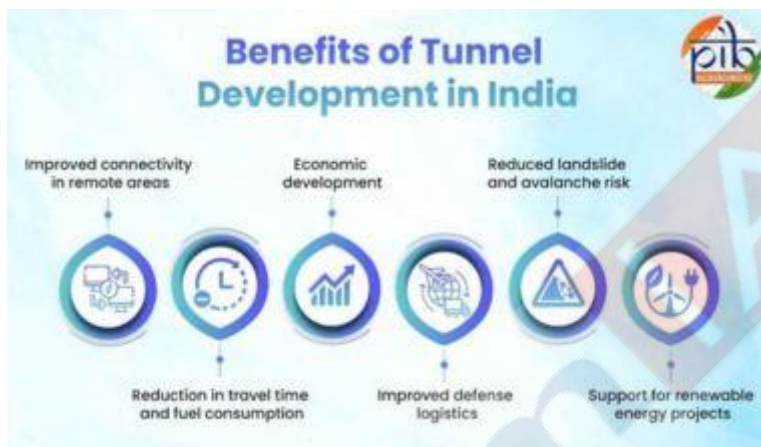 Benefits of Tunnel
Development in India
pib
Improved connectivity
in remote areas
Economic
development
Reduced landslide
and avalanche risk
Reduction in travel time
and fuel consumption
Improved defense
logistics
Support for renewable
energy projects